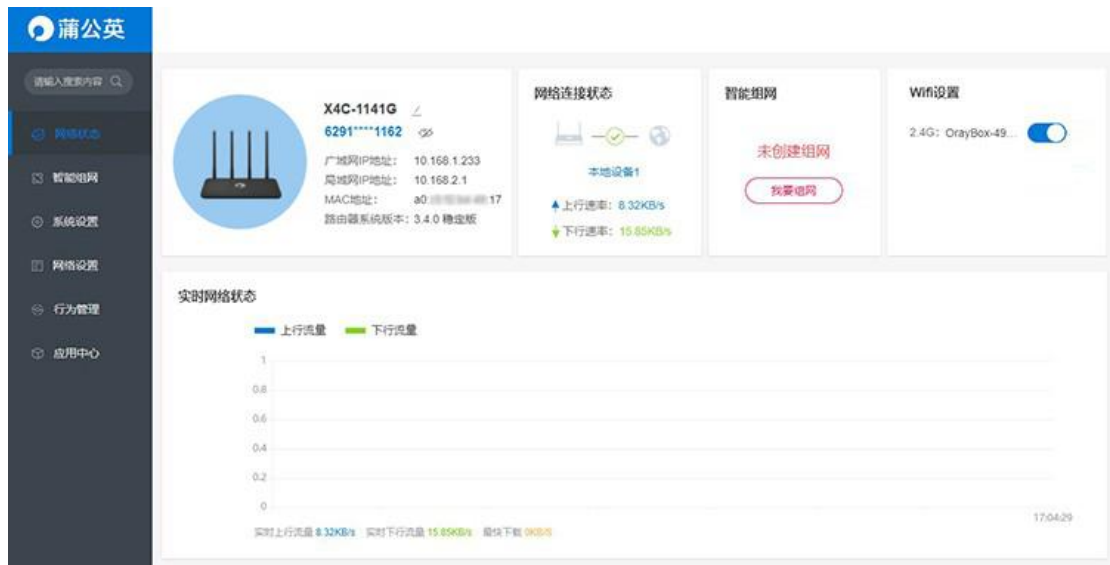 蒲公英
请输入搜索内容
网络状态
智能组网
系统设置
网络设置
行为管理
应用中心
X4C-1141G
6291****1162
广域网IP地址: 10.168.1.233
局域网IP地址: 10.168.2.1
MAC地址: a0 17
路由器系统版本: 3.4.0 稳定版
网络连接状态
本地设备1
上行速率: 8.32KB/s
下行速率: 15.85KB/s
智能组网
未创建组网
我要组网
Wifi设置
2.4G: OrayBox-49...
实时网络状态
上行流量 下行流量
1
0.8
0.6
0.4
0.2
0
17:04:29
实时上行流量 8.32KB/s 实时下行流量 15.85KB/s 最快下载 0KB/S